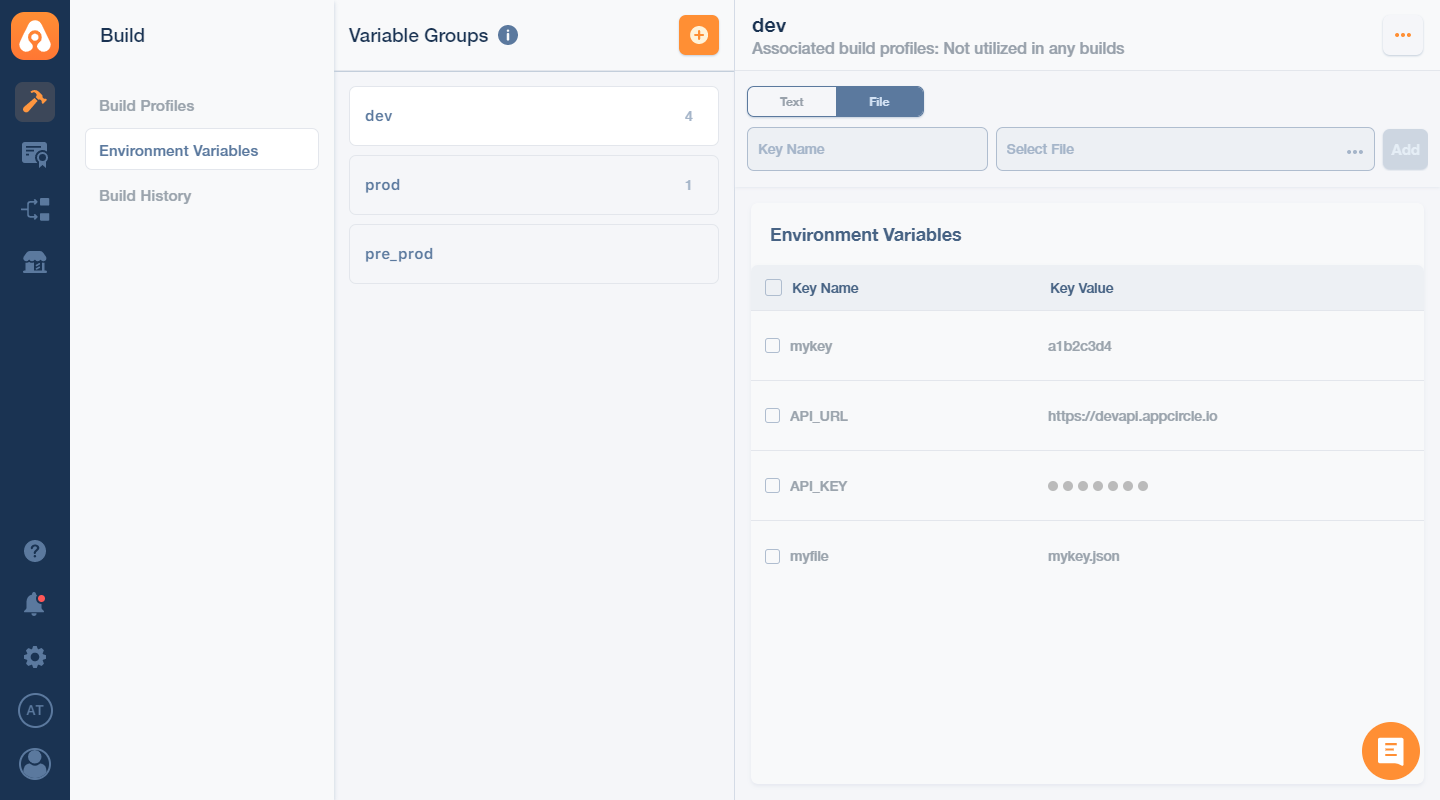 Build
Build Profiles
Environment Variables
Build History
AT
Variable Groups
dev 4
prod 1
pre_prod
dev
Associated build profiles: Not utilized in any builds
Text File
Key Name Select File Add
Environment Variables
Key Name Key Value
mykey a1b2c3d4
API_URL https://devapi.appcircle.io
API_KEY
myfile mykey.json